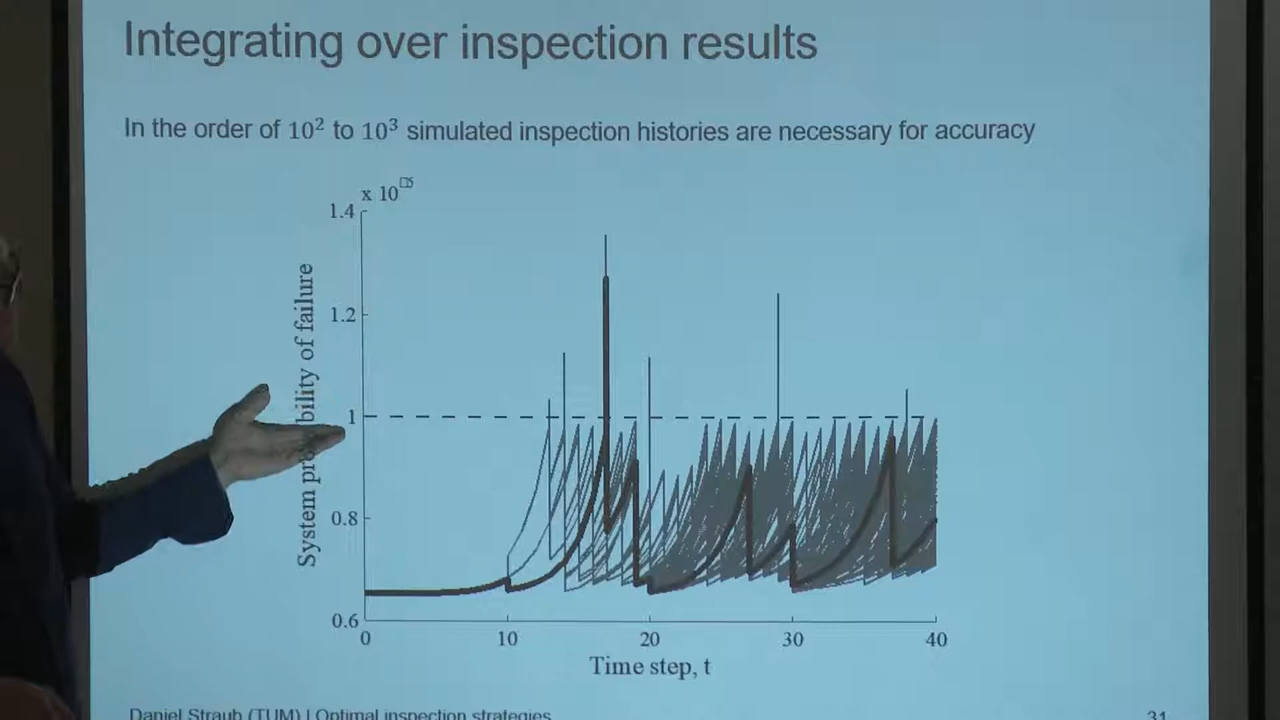 Integrating over inspection results
In the order of 10² to 10³ simulated inspection histories are necessary for accuracy
x 10
1.4
1.2
1
0.8
0.6
System pro bility of failure
0
10
20
30
40
Time step, t
Daniel Straub (TUM) | Optimal inspection strategies
31